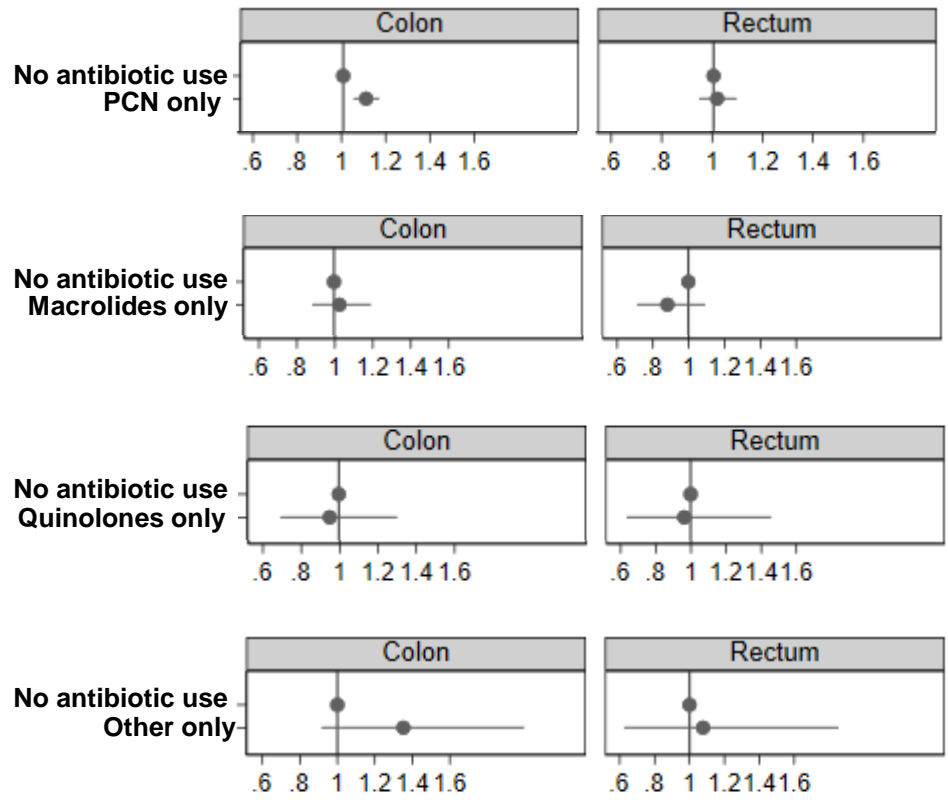 Colon Rectum
No antibiotic use
PCN only
.6 .8 1 1.2 1.4 1.6 .6 .8 1 1.2 1.4 1.6
Colon Rectum
No antibiotic use
Macrolides only
.6 .8 1 1.2 1.4 1.6 .6 .8 1 1.2 1.4 1.6
Colon Rectum
No antibiotic use
Quinolones only
.6 .8 1 1.2 1.4 1.6 .6 .8 1 1.2 1.4 1.6
Colon Rectum
No antibiotic use
Other only
.6 .8 1 1.2 1.4 1.6 .6 .8 1 1.2 1.4 1.6